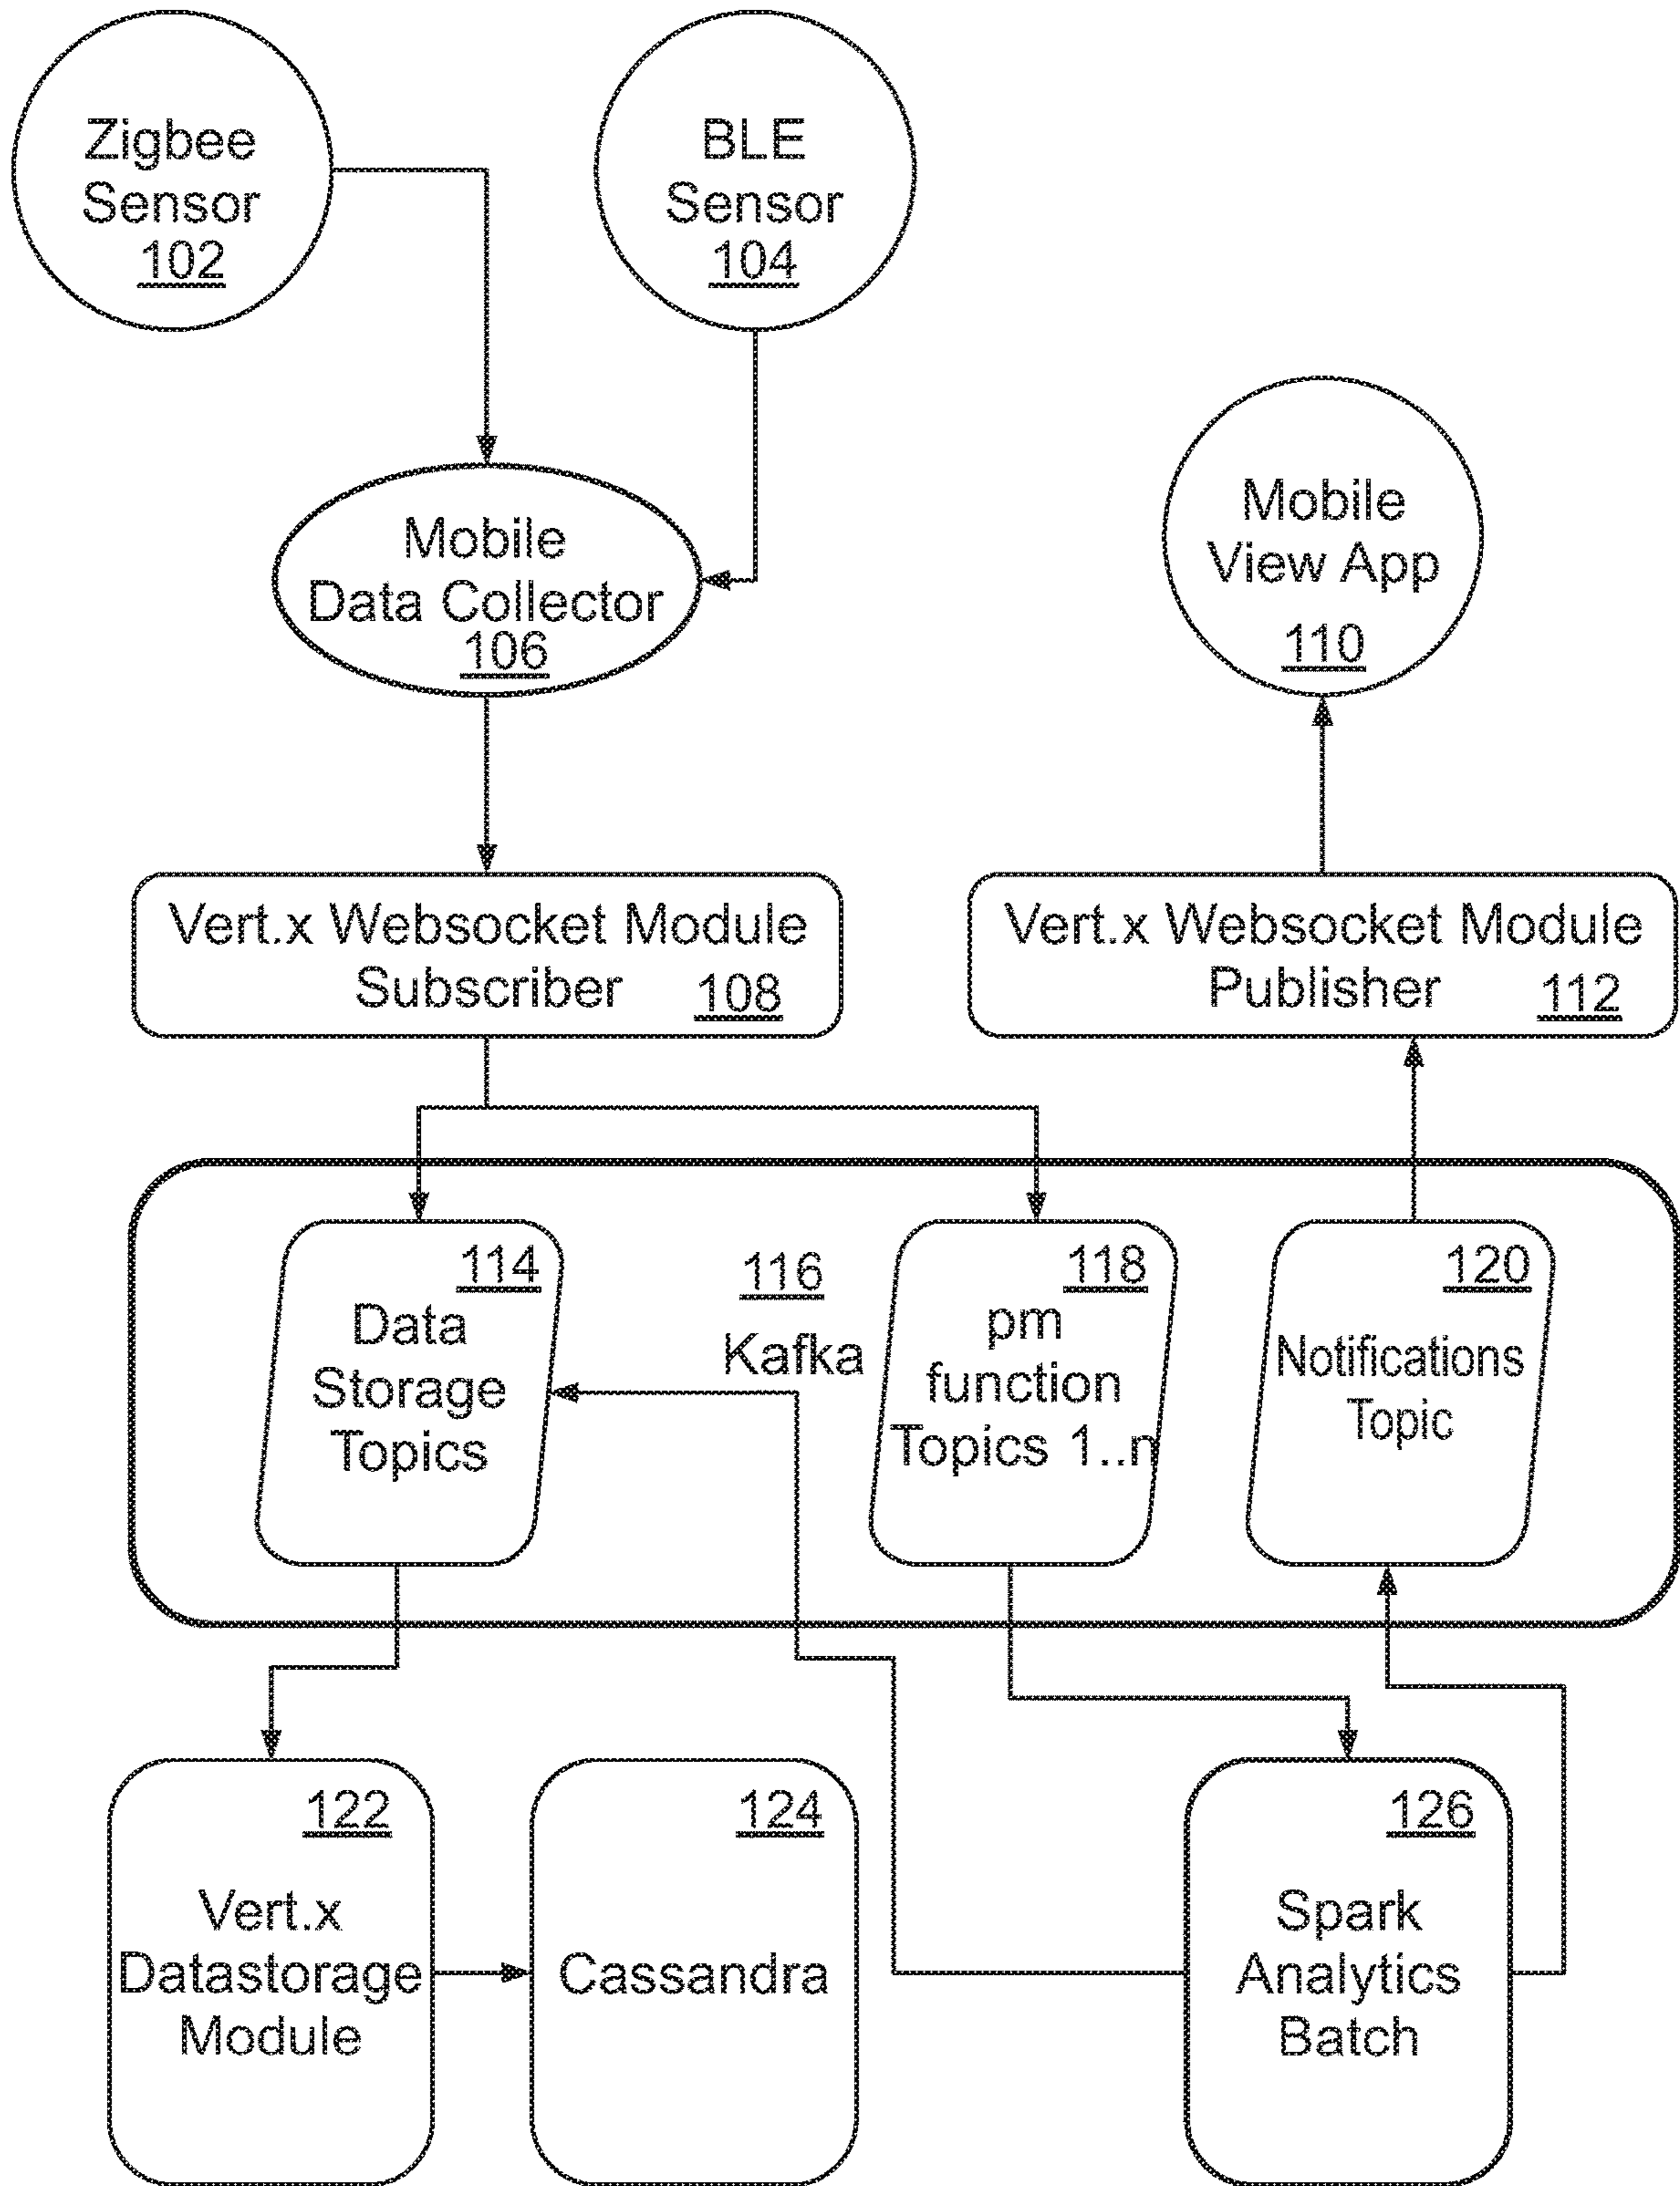 Zigbee
Sensor
102
BLE
Sensor
104
Mobile
Data Collector
106
Mobile
View App
110
Vert.x Websocket Module
Subscriber 108
Vert.x Websocket Module
Publisher 112
114
Data
Storage
Topics
116
Kafka
118
pm
function
Topics 1..n
120
Notifications
Topic
122
Vert.x
Datastorage
Module
124
Cassandra
126
Spark
Analytics
Batch